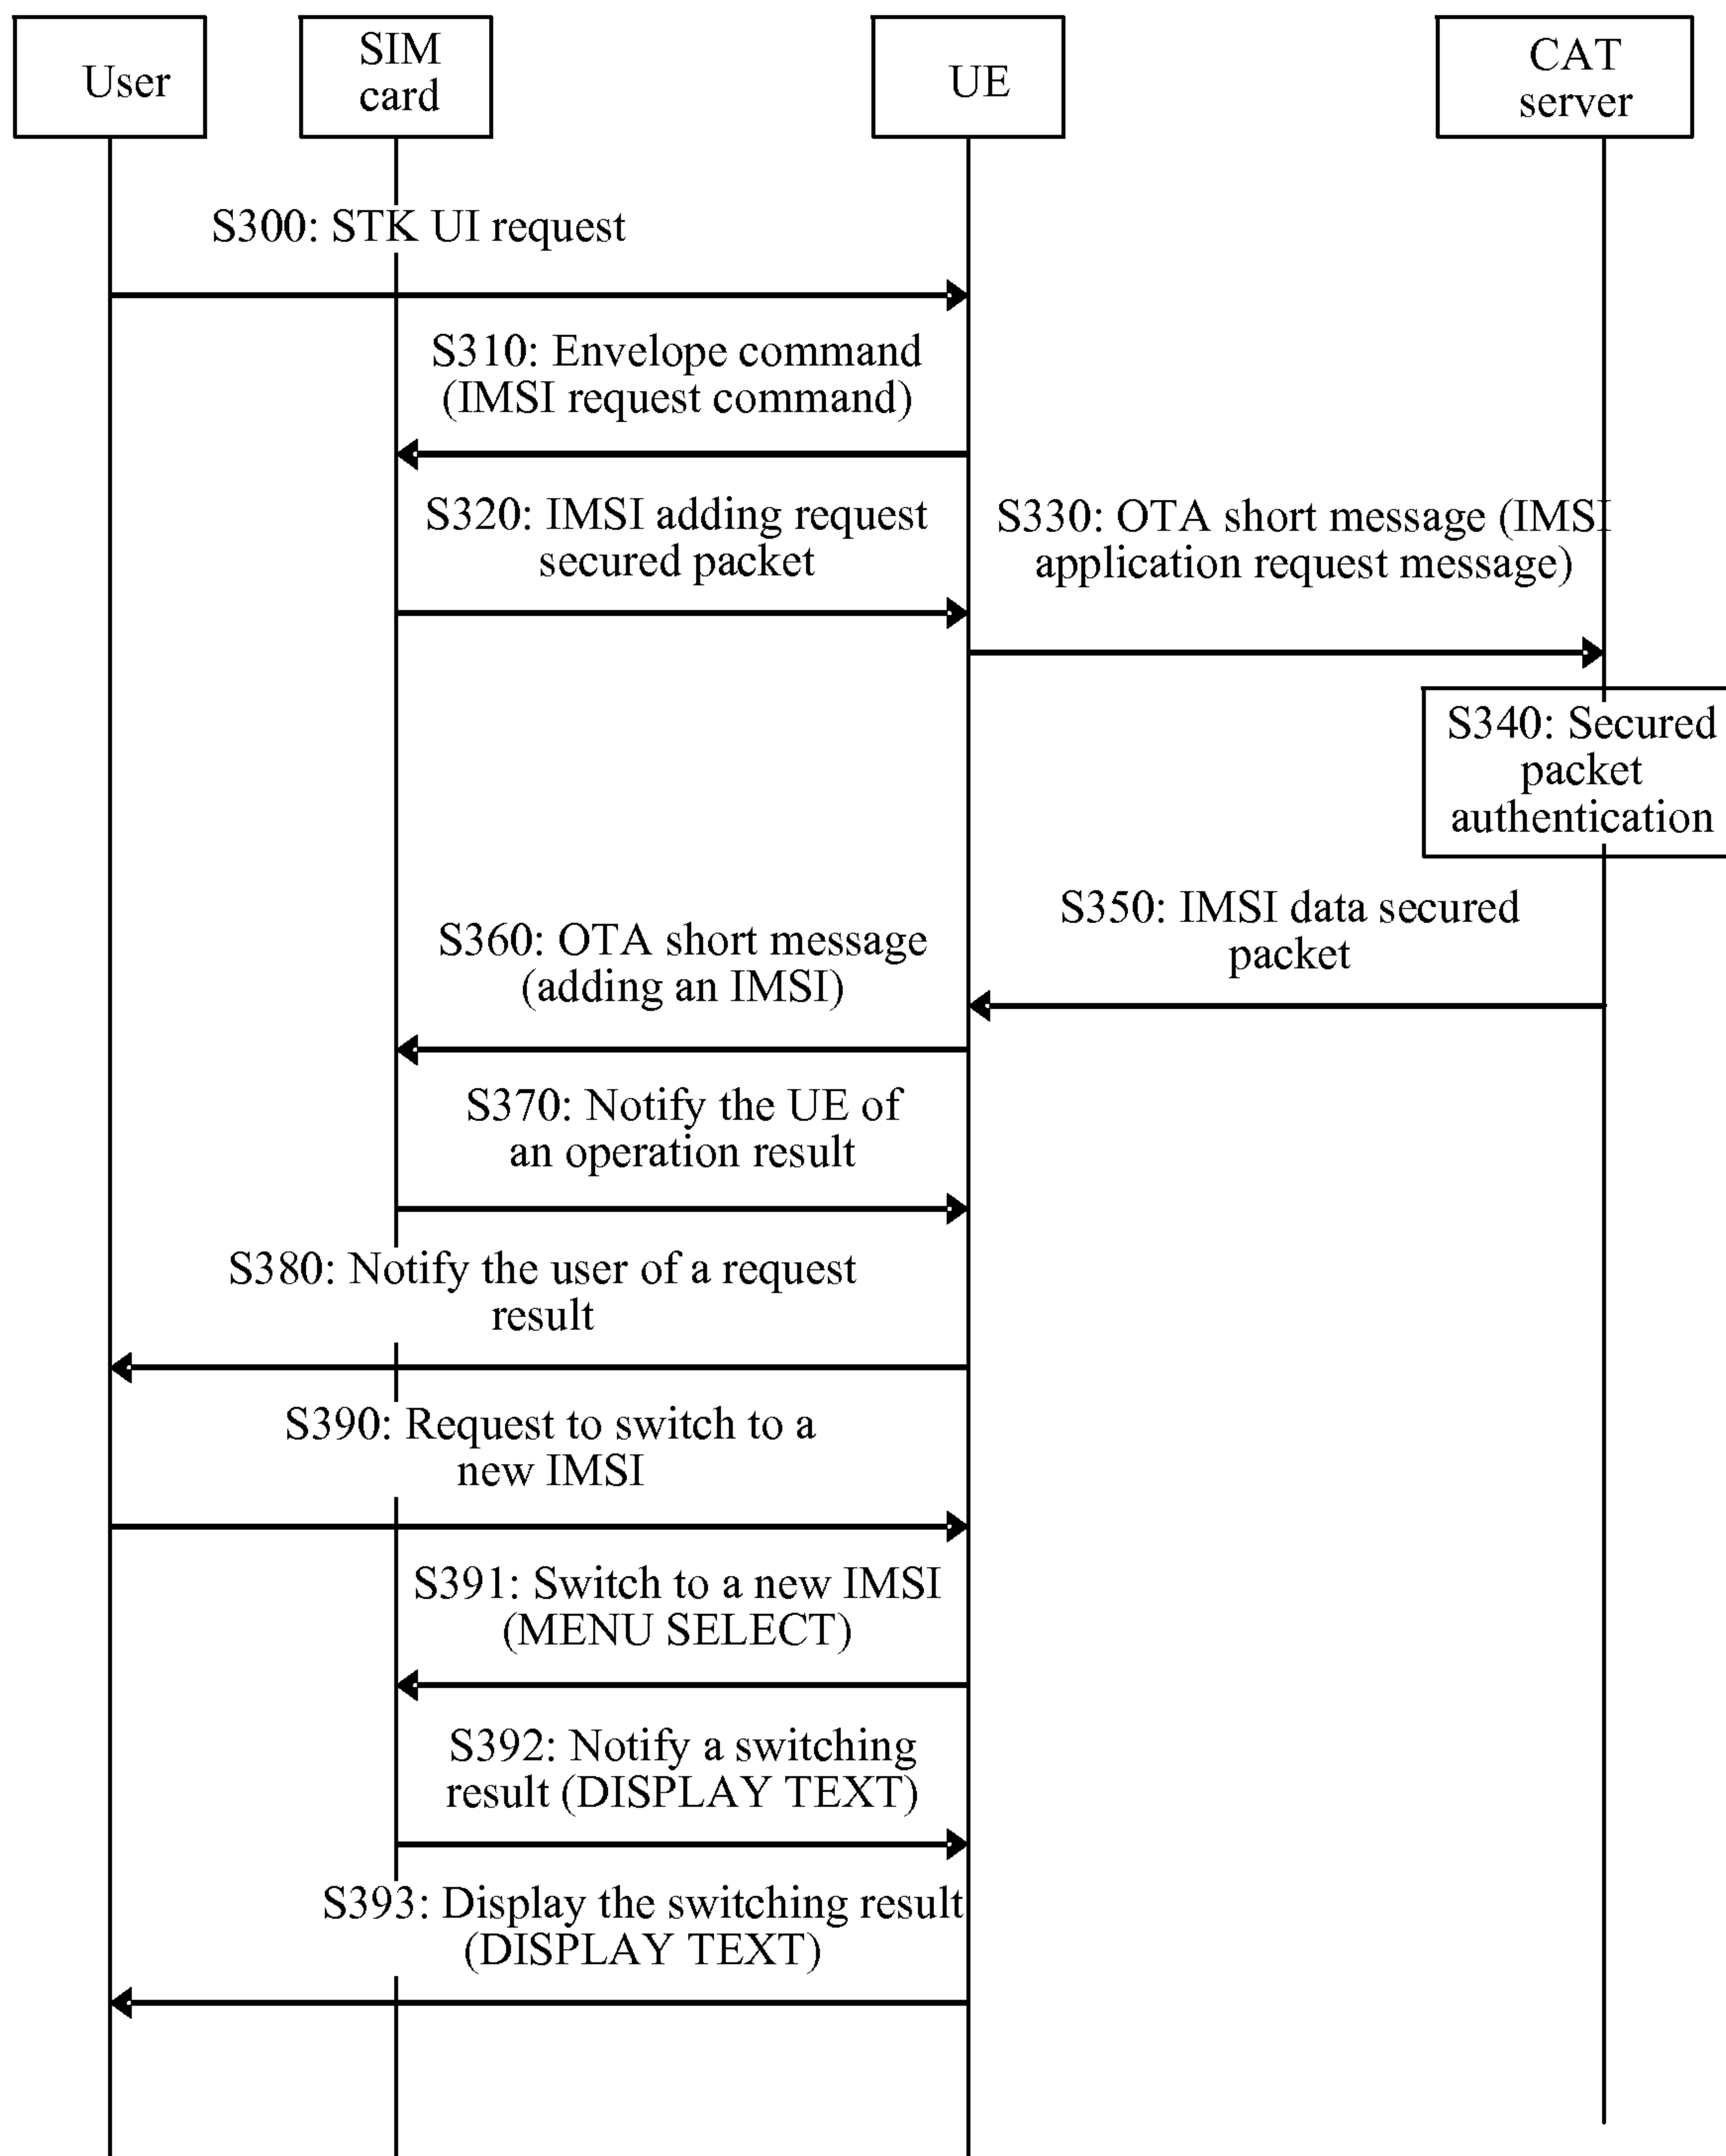 User
SIM
card
UE
CAT
server
S300: STK UI request
S310: Envelope command
(IMSI request command)
S320: IMSI adding request
secured packet
S330: OTA short message (IMSI
application request message)
S340: Secured
packet
authentication
S350: IMSI data secured
packet
S360: OTA short message
(adding an IMSI)
S370: Notify the UE of
an operation result
S380: Notify the user of a request
result
S390: Request to switch to a
new IMSI
S391: Switch to a new IMSI
(MENU SELECT)
S392: Notify a switching
result (DISPLAY TEXT)
S393: Display the switching result
(DISPLAY TEXT)